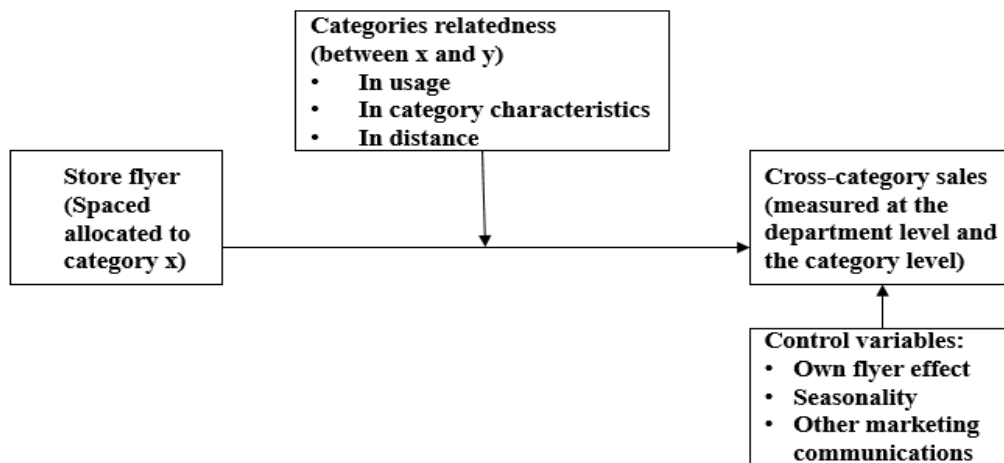 Categories relatedness
(between x and y)
• In usage
• In category characteristics
• In distance
Store flyer
(Spaced
allocated to
category x)
Cross-category sales
(measured at the
department level and
the category level)
Control variables:
• Own flyer effect
• Seasonality
• Other marketing
communications